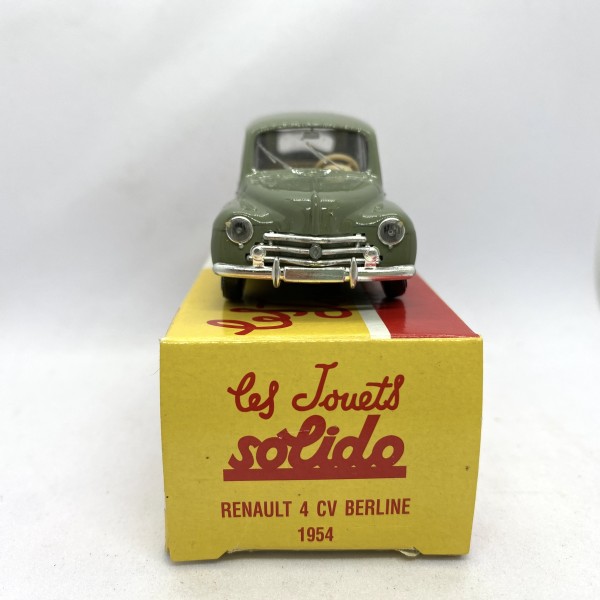 les Jouets
solido
RENAULT 4 CV BERLINE
1954